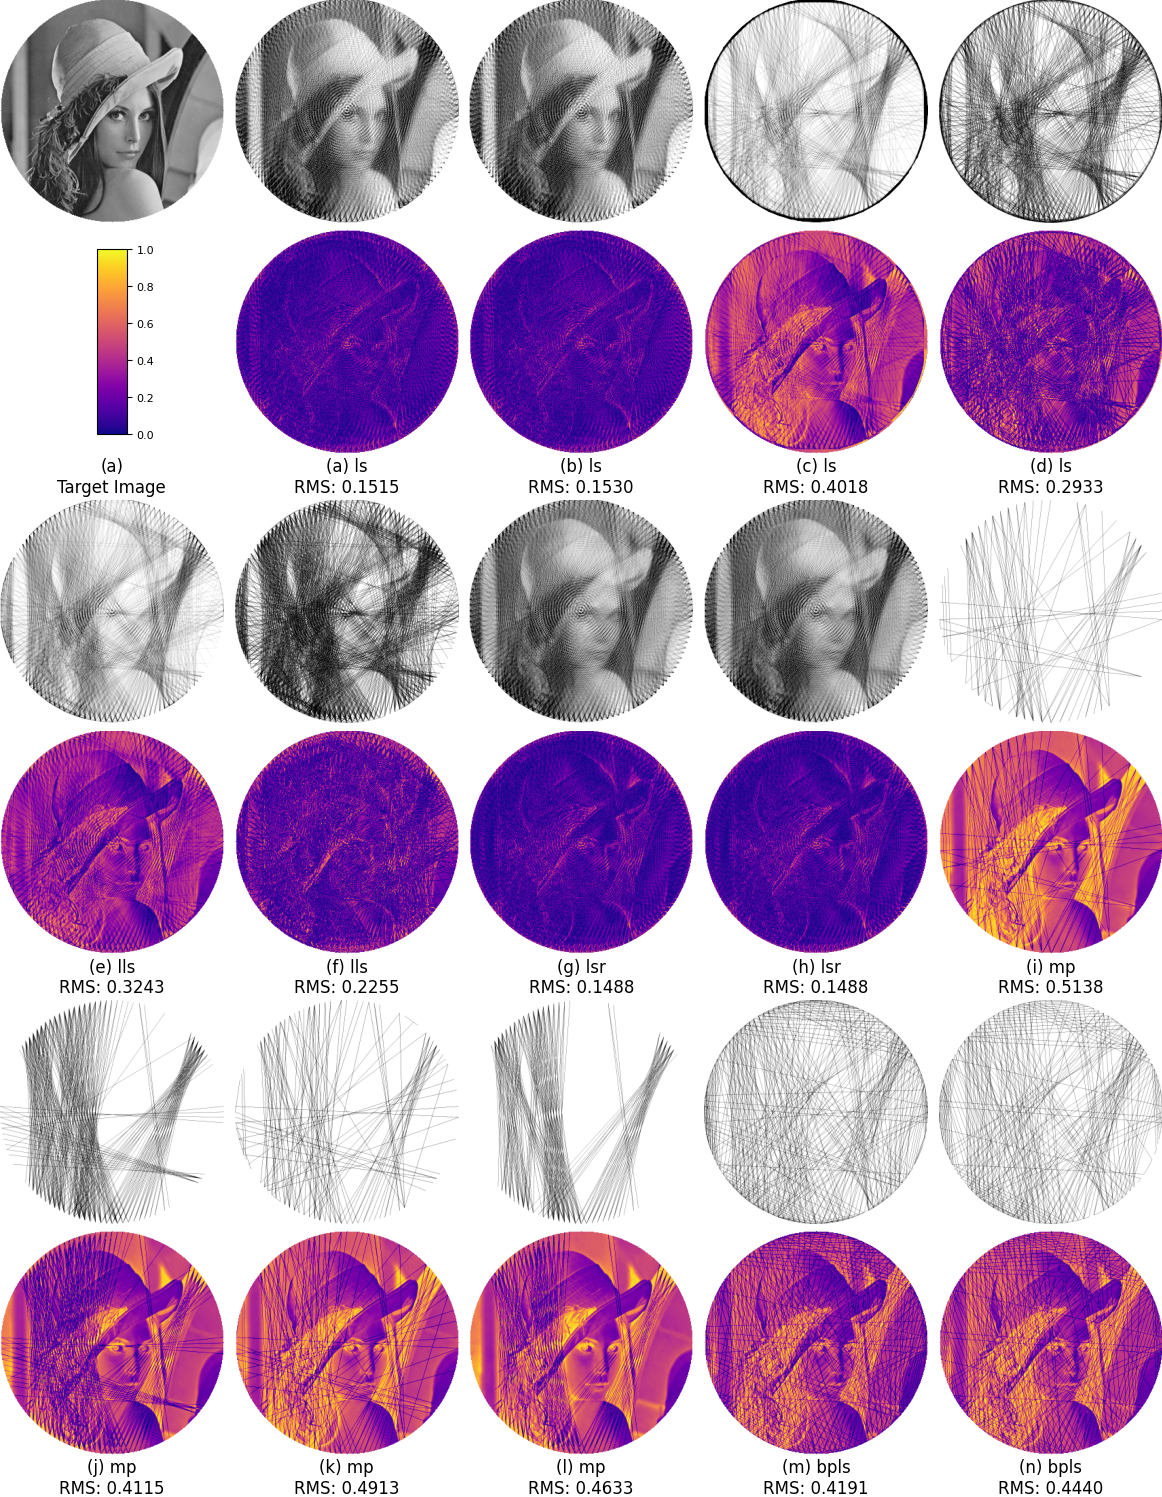 1.0
0.8
0.6
0.4
0.2
0.0
(a)
Target Image
(a) ls
RMS: 0.1515
(b) ls
RMS: 0.1530
(c) ls
RMS: 0.4018
(d) ls
RMS: 0.2933
(e) lls
RMS: 0.3243
(f) lls
RMS: 0.2255
(g) lsr
RMS: 0.1488
(h) lsr
RMS: 0.1488
(i) mp
RMS: 0.5138
(j) mp
RMS: 0.4115
(k) mp
RMS: 0.4913
(l) mp
RMS: 0.4633
(m) bpls
RMS: 0.4191
(n) bpls
RMS: 0.4440